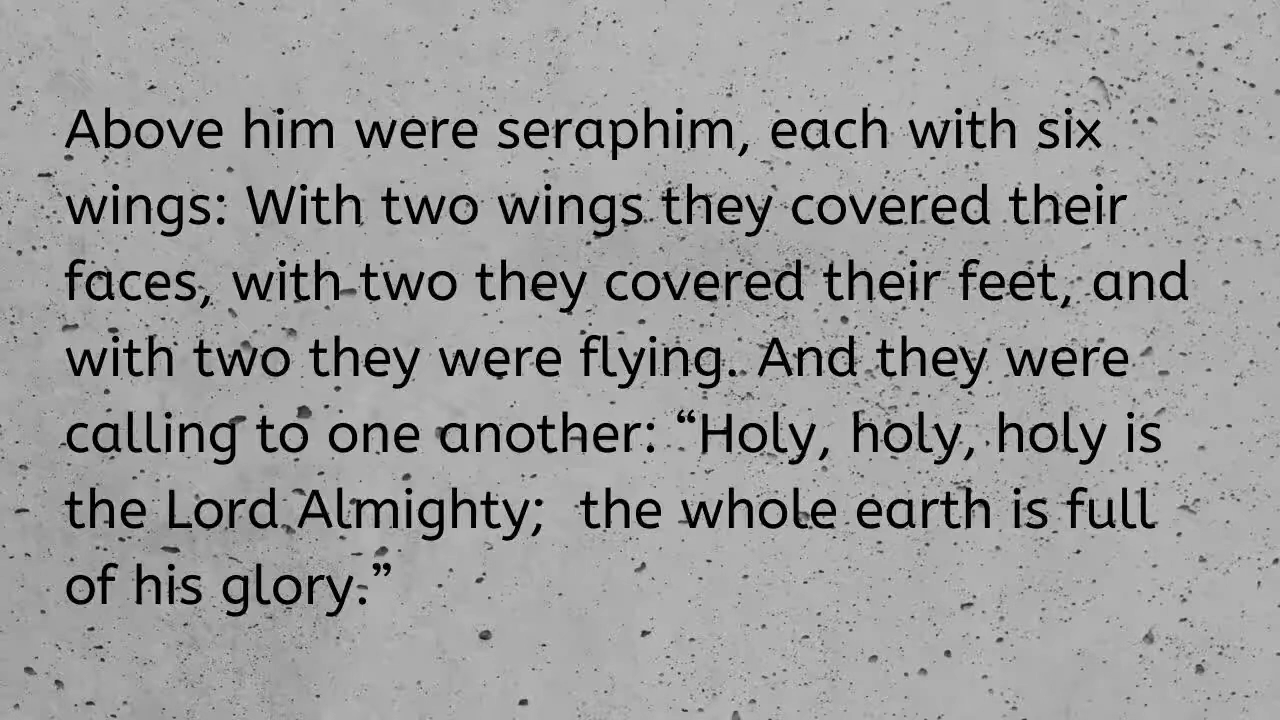 Above him were seraphim, each with six
wings: With two wings they covered their
faces, with two they covered their feet, and
with two they were flying. And they were
calling to one another: “Holy, holy, holy is
the Lord Almighty;  the whole earth is full
of his glory.”